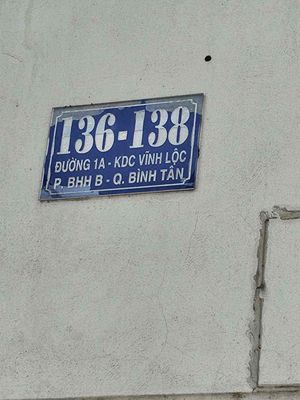 136-138
ĐƯỜNG 1A - KDC VĨNH LỘC
P. BHH B - Q. BÌNH TÂN